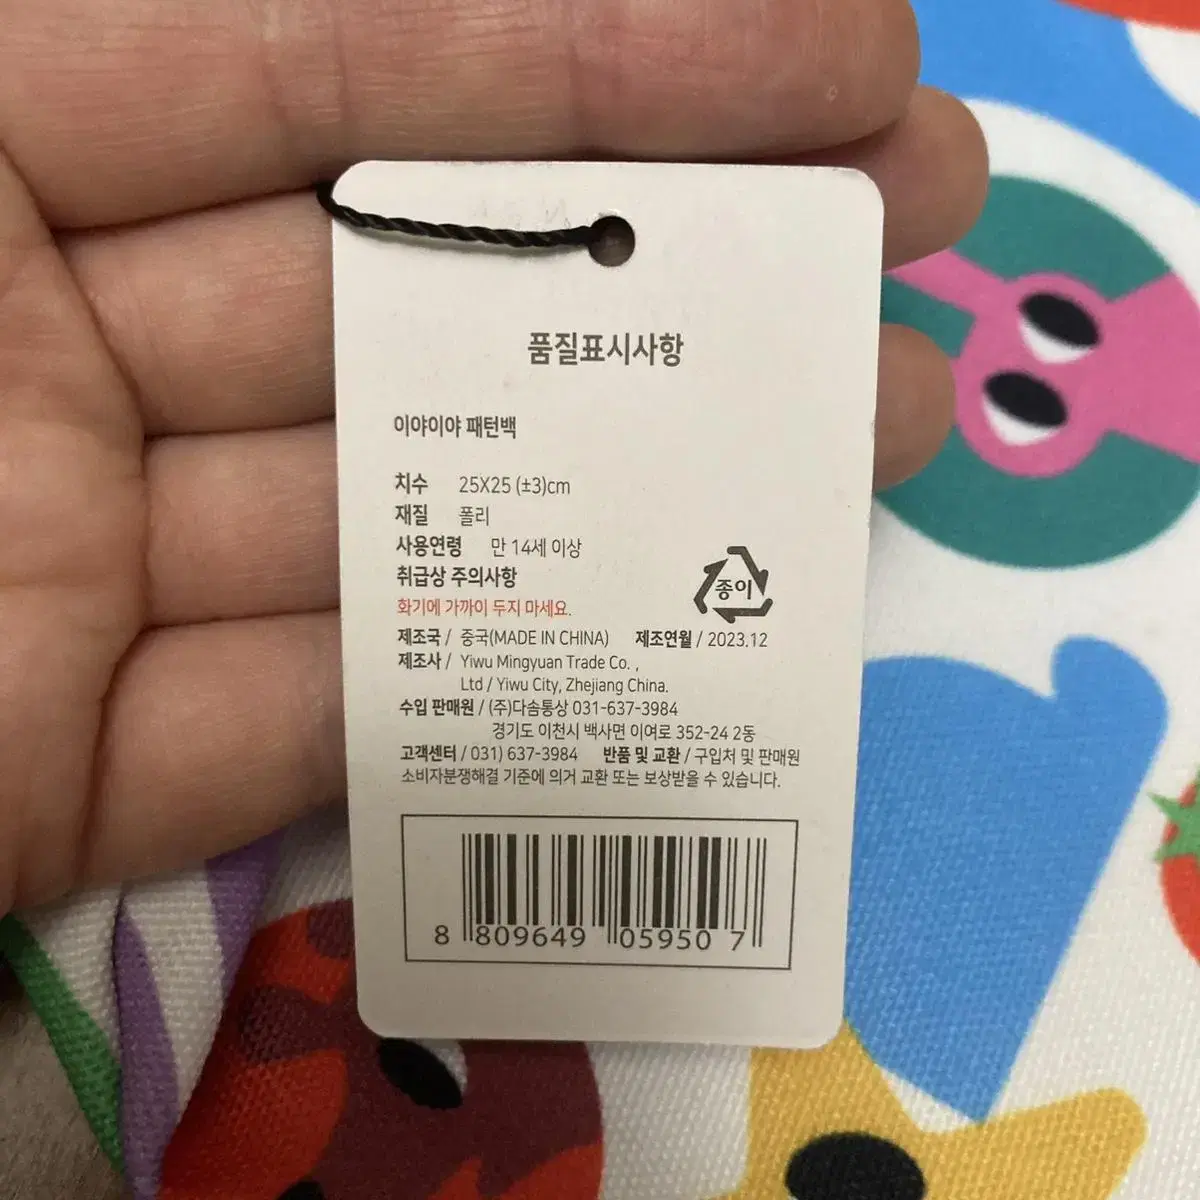 품질표시사항
이야이야 패턴백
치수 25X25 (±3)cm
재질 폴리
사용연령 만 14세 이상
취급상 주의사항
종이
화기에 가까이 두지 마세요.
제조국 / 중국(MADE IN CHINA) 제조연월 / 2023.12
제조사 / Yiwu Mingyuan Trade Co. ,
Ltd / Yiwu City, Zhejiang China.
수입 판매원 / (주)다솜통상 031-637-3984
경기도 이천시 백사면 이여로 352-24 2동
고객센터 / 031) 637-3984 반품 및 교환 / 구입처 및 판매원
소비자분쟁해결 기준에 의거 교환 또는 보상받을 수 있습니다.
8 809649 059507